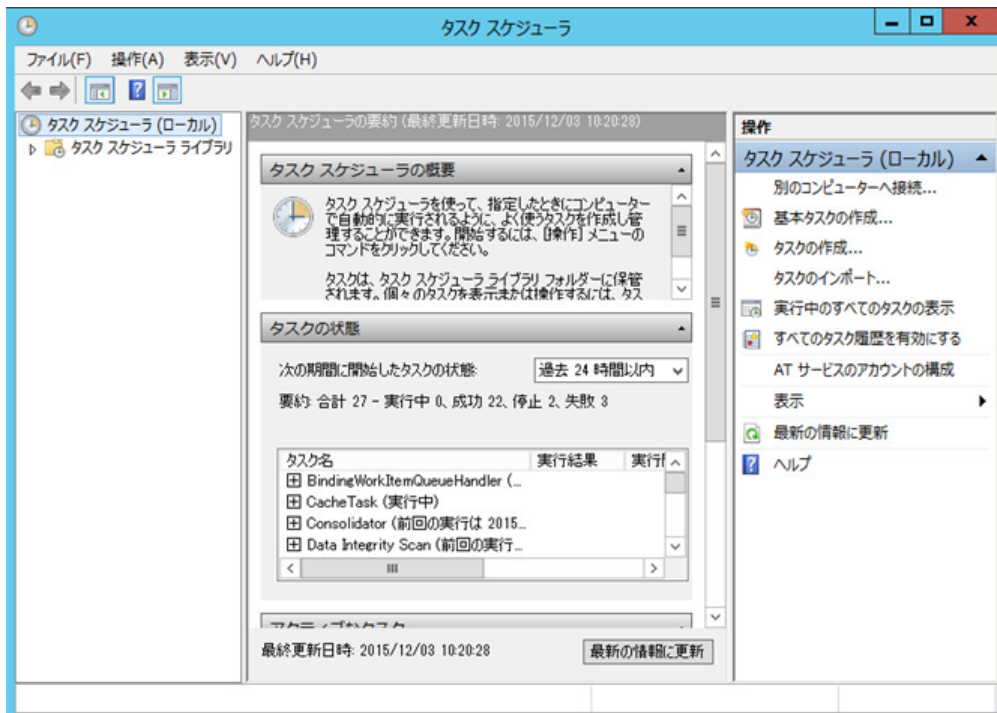 タスク スケジューラ
ファイル(F) 操作(A) 表示(V) ヘルプ(H)
タスク スケジューラ (ローカル)
タスク スケジューラ ライブラリ
タスク スケジューラの要約 (最終更新日時: 2015/12/03 10:20:28)
タスク スケジューラの概要
タスク スケジューラを使って、指定したときにコンピューター
で自動的に実行されるように、よく使うタスクを作成し管
理することができます。開始するには、[操作] メニューの
コマンドをクリックしてください。
タスクは、タスク スケジューラ ライブラリ フォルダーに保管
されます。個々のタスクを表示または操作するには、タス
タスクの状態
次の期間に開始したタスクの状態:
過去 24 時間以内
要約: 合計 27 - 実行中 0、成功 22、停止 2、失敗 3
タスク名 実行結果 実行
BindingWorkItemQueueHandler (...
CacheTask (実行中)
Consolidator (前回の実行は 2015...
Data Integrity Scan (前回の実行...
アクティブなタスク
最終更新日時: 2015/12/03 10:20:28
最新の情報に更新
操作
タスク スケジューラ (ローカル)
別のコンピューターへ接続...
基本タスクの作成...
タスクの作成...
タスクのインポート...
実行中のすべてのタスクの表示
すべてのタスク履歴を有効にする
AT サービスのアカウントの構成
表示
最新の情報に更新
ヘルプ